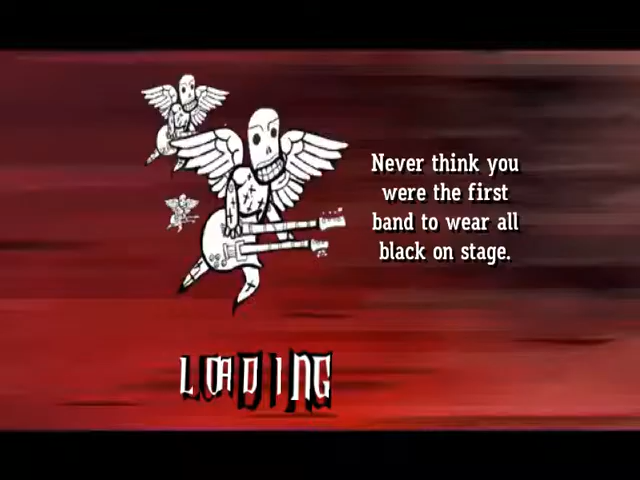 Never think you
were the first
band to wear all
black on stage.
LOADING